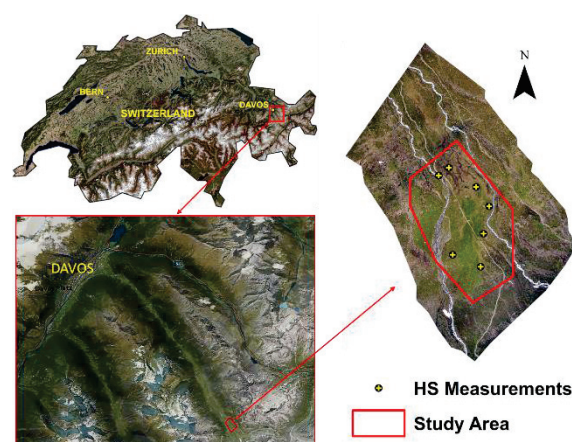 ZURICH
BERN
SWITZERLAND
DAVOS
DAVOS
N
HS Measurements
Study Area